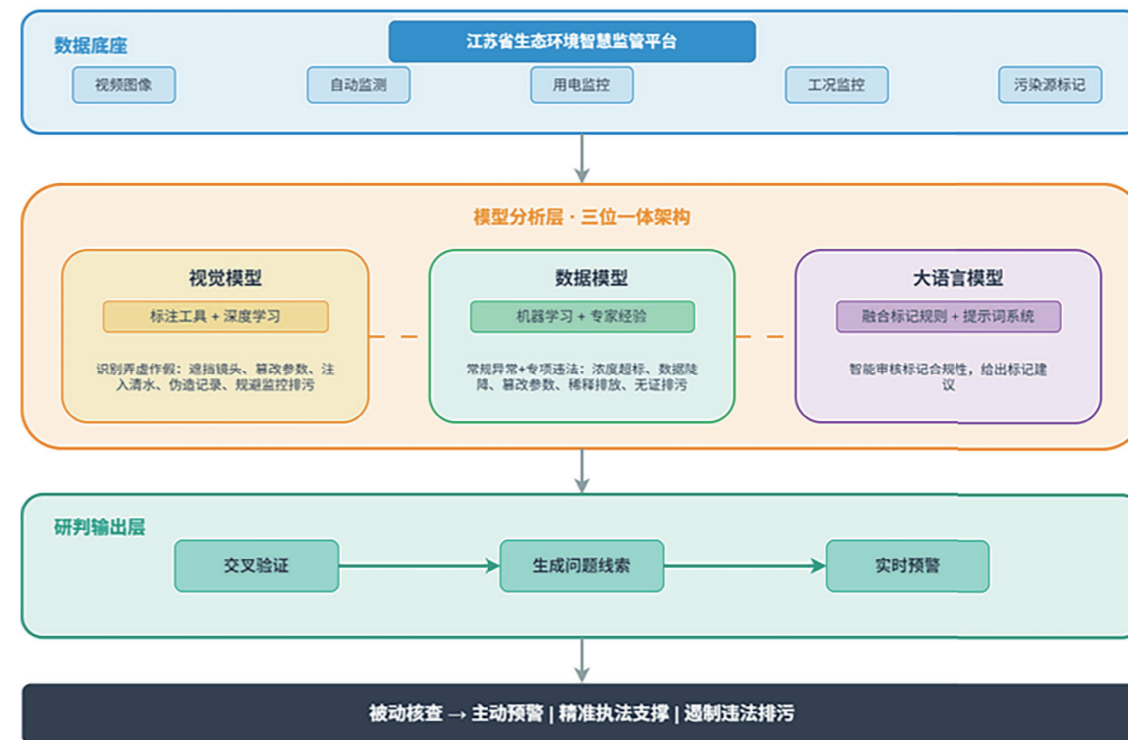 数据底座
江苏省生态环境智慧监管平台
视频图像
自动监测
用电监控
工况监控
污染源标记
模型分析层·三位一体架构
视觉模型
标注工具 + 深度学习
识别弄虚作假：遮挡镜头、篡改参数、注
入清水、伪造记录、规避监控排污
数据模型
机器学习 + 专家经验
常规异常+专项违法：浓度超标、数据陡
降、篡改参数、稀释排放、无证排污
大语言模型
融合标记规则 + 提示词系统
智能审核标记合规性，给出标记建
议
研判输出层
交叉验证
生成问题线索
实时预警
被动核查 → 主动预警 | 精准执法支撑 | 遏制违法排污